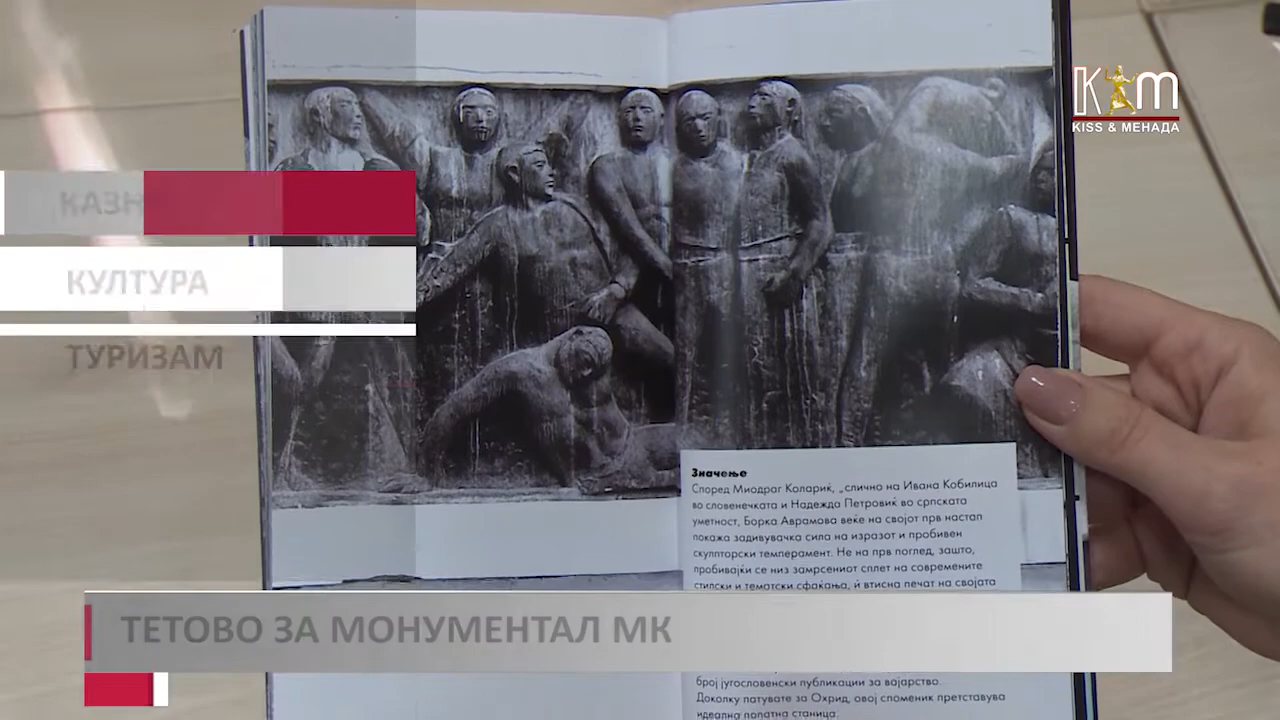 KM
KISS & МЕНАДА
КАЗН
КУЛТУРА
ТУРИЗАМ
Значење
Според Миодраг Колариќ, „слично на Ивана Кобилица
во словенечката и Надежда Петровиќ во српската
уметност, Борка Аврамова веќе на својот прв настап
покажа задивувачка сила на изразот и пробивен
скулпторски темперамент. Не на прв поглед, зашто,
пробивајќи се низ замрсениот сплет на современите
стилски и тематски сфаќања, ѝ втисна печат на својата
ТЕТОВО ЗА МОНУМЕНТАЛ МК
број југословенски публикации за вајарство.
Доколку патувате за Охрид, овој споменик претставува
идеална попатна станица.